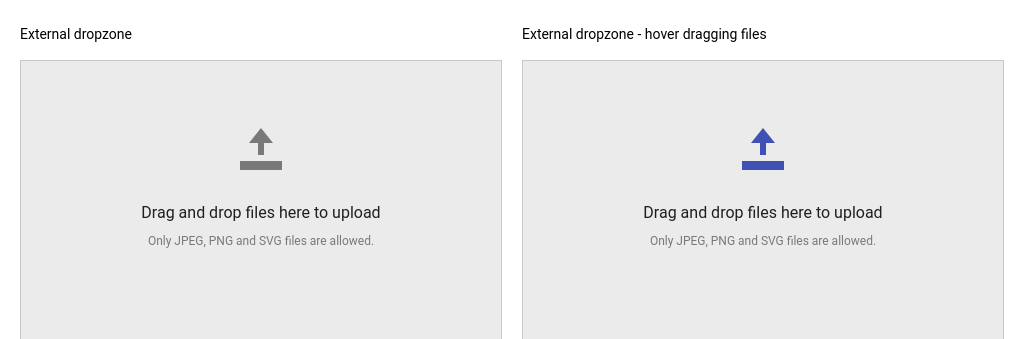 External dropzone
External dropzone - hover dragging files
Drag and drop files here to upload
Only JPEG, PNG and SVG files are allowed.
Drag and drop files here to upload
Only JPEG, PNG and SVG files are allowed.